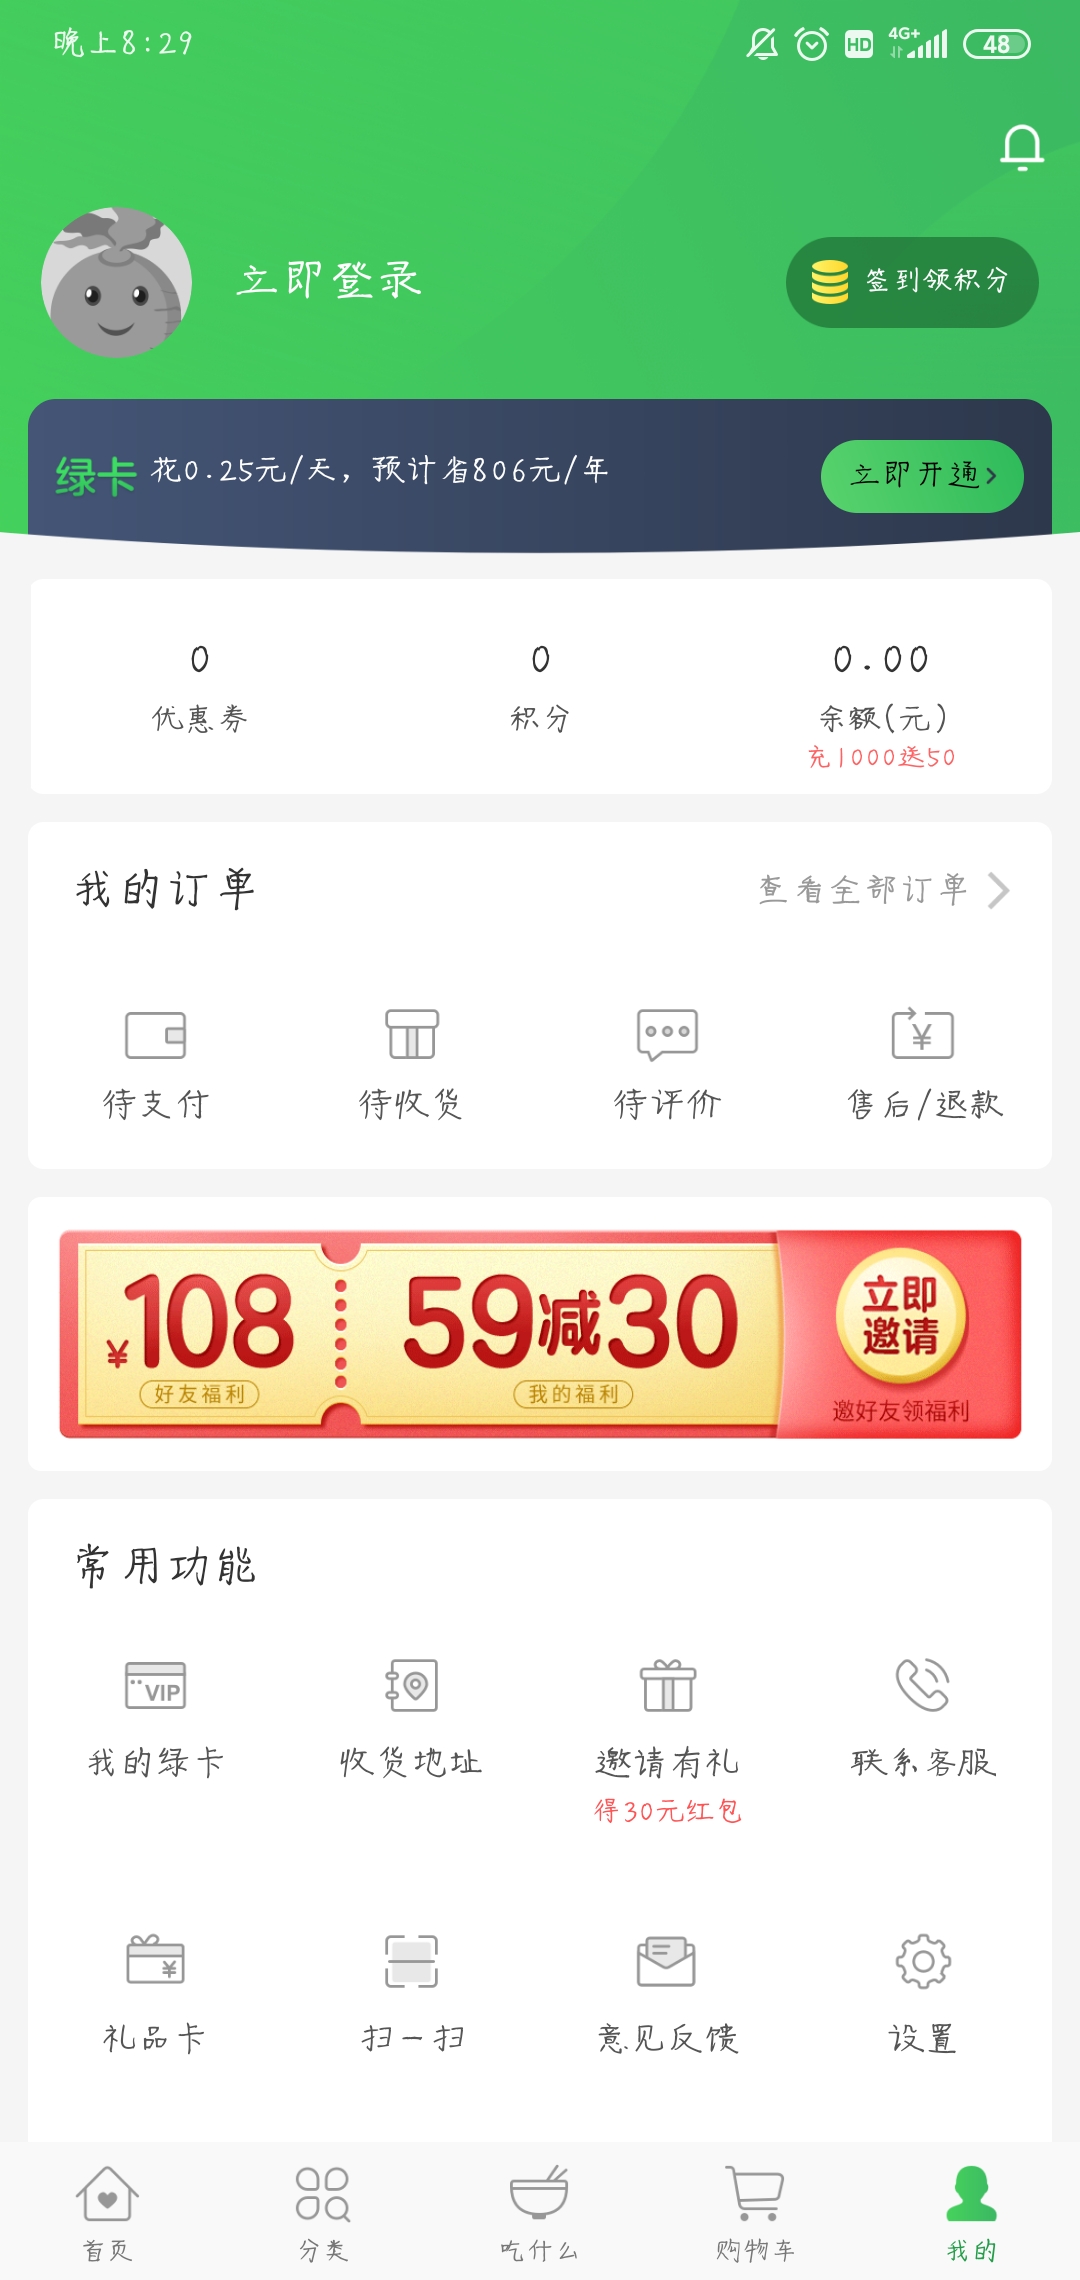 晚上8:29
HD
4G+
48
立即登录
签到领积分
绿卡 花0.25元/天，预计省806元/年
立即开通
0
0
0.00
优惠券
积分
余额(元)
充1000送50
我的订单
查看全部订单
¥
待支付
待收货
待评价
售后/退款
¥108
59减30
立即
邀请
好友福利
我的福利
邀好友领福利
常用功能
VIP
我的绿卡
收货地址
邀请有礼
联系客服
得30元红包
¥
礼品卡
扫一扫
意见反馈
设置
首页
分类
吃什么
购物车
我的